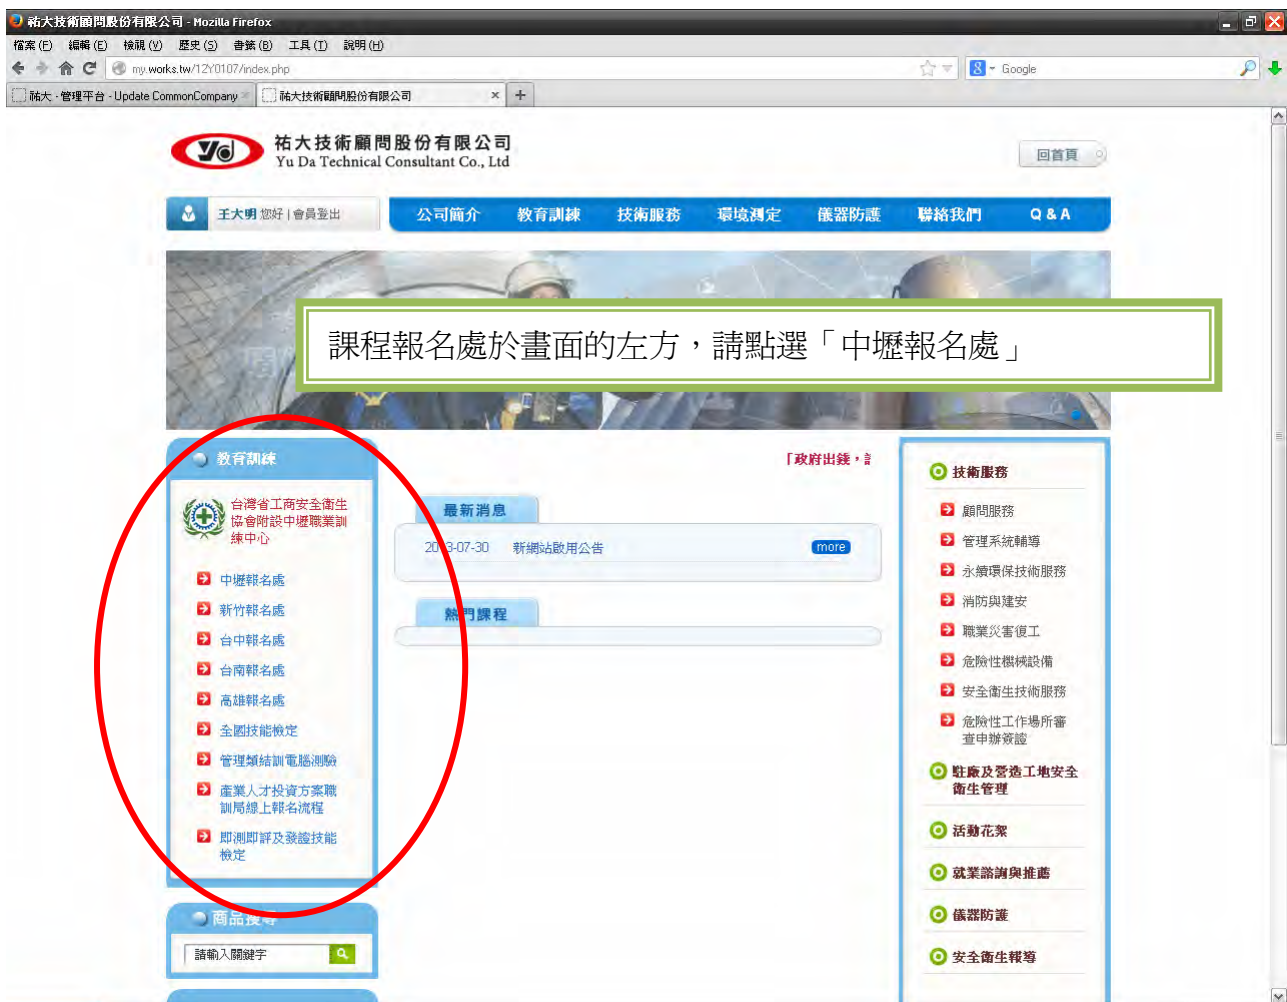 祐大技術顧問股份有限公司 - Mozilla Firefox
檔案(F) 編輯(E) 檢視(V) 歷史(S) 書籤(B) 工具(T) 說明(H)
my.works.tw/12Y0107/index.php
Google
祐大 - 管理平台 - Update CommonCompany
祐大技術顧問股份有限公司
Yd
祐大技術顧問股份有限公司
Yu Da Technical Consultant Co., Ltd
回首頁
王大明 您好 | 會員登出
公司簡介 教育訓練 技術服務 環境測定 儀器防護 聯絡我們 Q & A
課程報名處於畫面的左方，請點選「中壢報名處」
教育訓練
台灣省工商安全衛生
協會附設中壢職業訓
練中心
中壢報名處
新竹報名處
台中報名處
台南報名處
高雄報名處
全國技能檢定
管理類結訓電腦測驗
產業人才投資方案職
訓局線上報名流程
即測即評及發證技能
檢定
商品搜尋
請輸入關鍵字
「政府出錢，
最新消息
2013-07-30 新網站啟用公告
more
熱門課程
技術服務
顧問服務
管理系統輔導
永續環保技術服務
消防與建安
職業災害復工
危險性機械設備
安全衛生技術服務
危險性工作場所審
查申辦簽證
駐廠及營造工地安全
衛生管理
活動花絮
就業諮詢與推薦
儀器防護
安全衛生報導